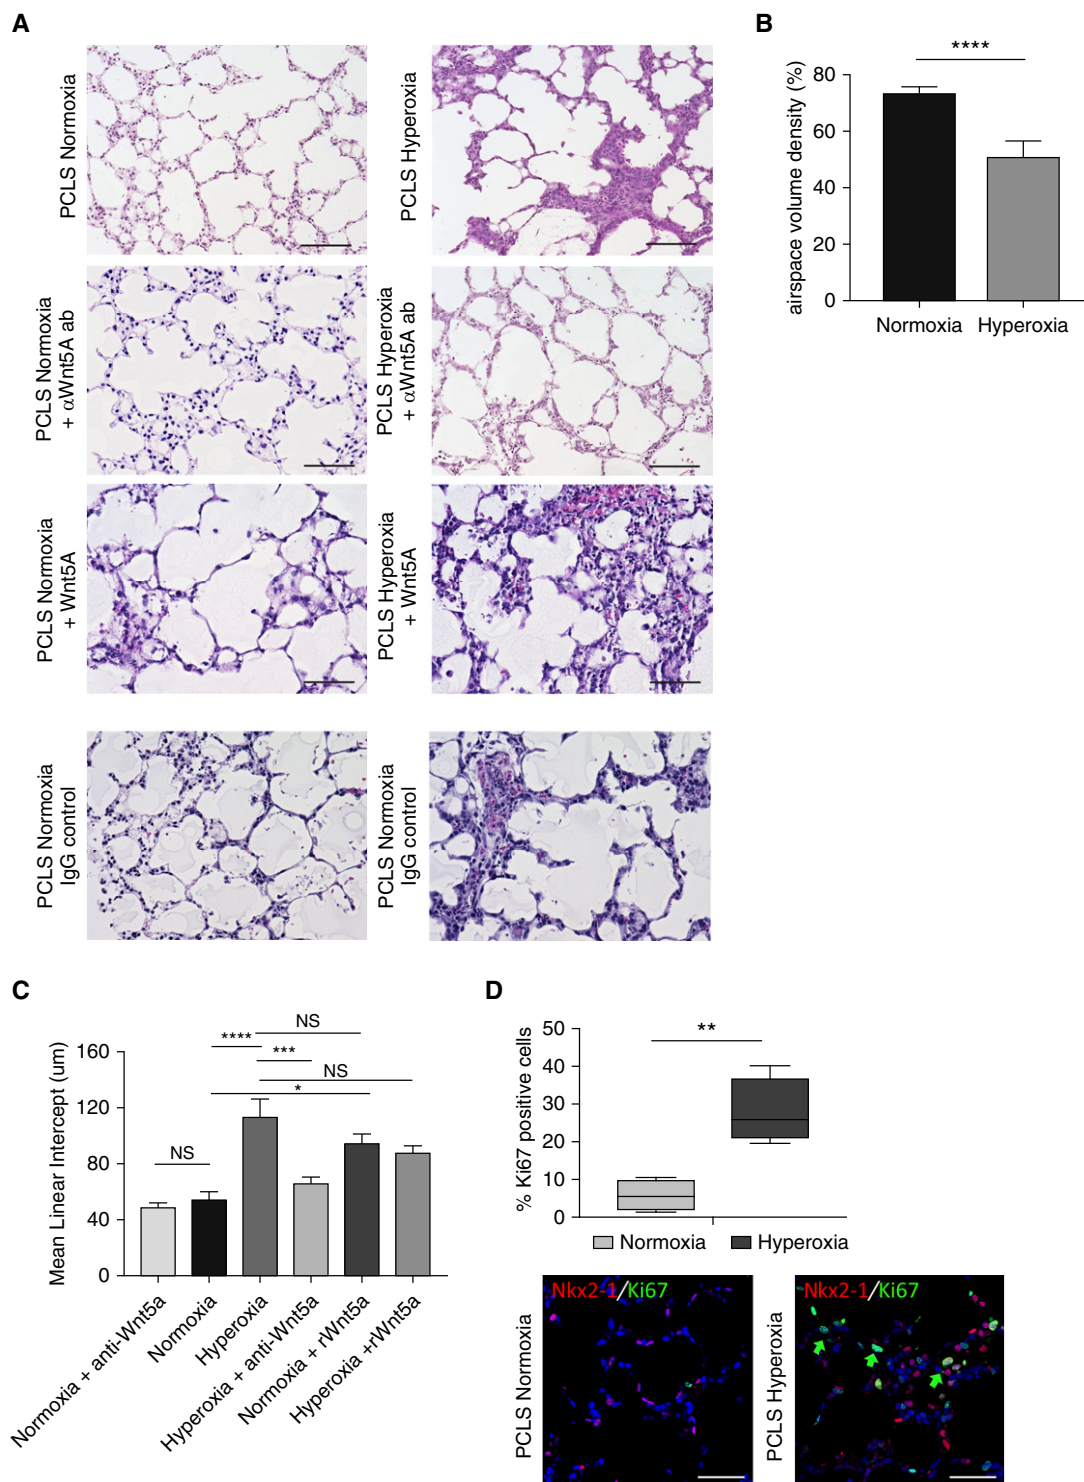 A
PCLS Normoxia
PCLS Hyperoxia
PCLS Normoxia
+ αWnt5A ab
PCLS Hyperoxia
+ αWnt5A ab
PCLS Normoxia
+ Wnt5A
PCLS Hyperoxia
+ Wnt5A
PCLS Normoxia
IgG control
PCLS Normoxia
IgG control
B
airspace volume density (%)
****
80
60
40
20
0
Normoxia Hyperoxia
C
Mean Linear Intercept (um)
160
120
80
40
0
NS
****
NS
***
NS
*
Normoxia + anti-Wnt5a
Normoxia
Hyperoxia
Hyperoxia + anti-Wnt5a
Normoxia + rWnt5a
Hyperoxia +rWnt5a
D
% Ki67 positive cells
50
40
30
20
10
0
**
Normoxia Hyperoxia
PCLS Normoxia
Nkx2-1/Ki67
PCLS Hyperoxia
Nkx2-1/Ki67